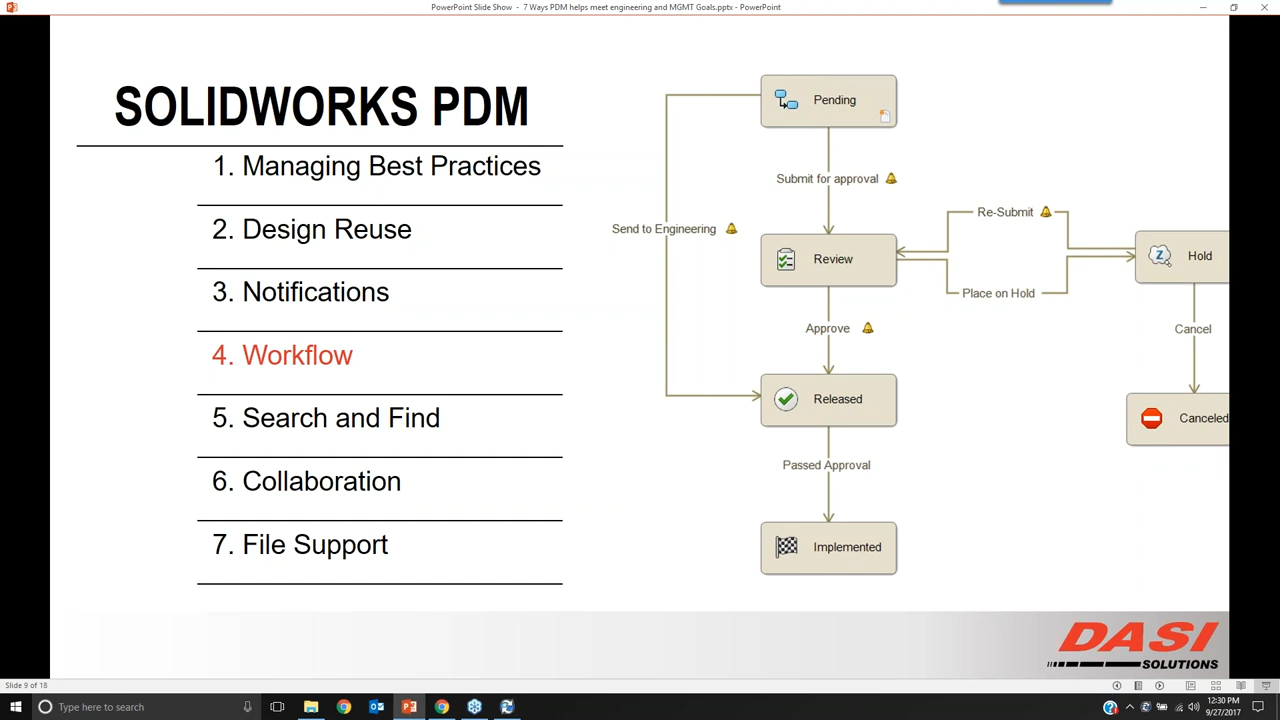 PowerPoint Slide Show - 7 Ways PDM helps meet engineering and MGMT Goals.pptx - PowerPoint
SOLIDWORKS PDM
1. Managing Best Practices
2. Design Reuse
3. Notifications
4. Workflow
5. Search and Find
6. Collaboration
7. File Support
Pending
Submit for approval
Send to Engineering
Re-Submit
Review
Hold
Place on Hold
Approve
Cancel
Released
Canceled
Passed Approval
Implemented
DASI
SOLUTIONS
Slide 9 of 18
Type here to search
12:30 PM
9/27/2017